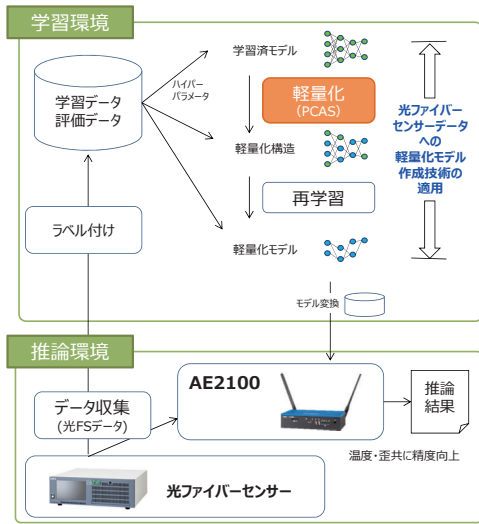 学習環境
学習データ
評価データ
ハイパー
パラメータ
学習済モデル
軽量化
(PCAS)
軽量化構造
再学習
軽量化モデル
光ファイバー
センサーデータ
への
軽量化モデル
作成技術の
適用
ラベル付け
モデル変換
推論環境
データ収集
(光FSデータ)
AE2100
推論
結果
温度・歪共に精度向上
光ファイバーセンサー